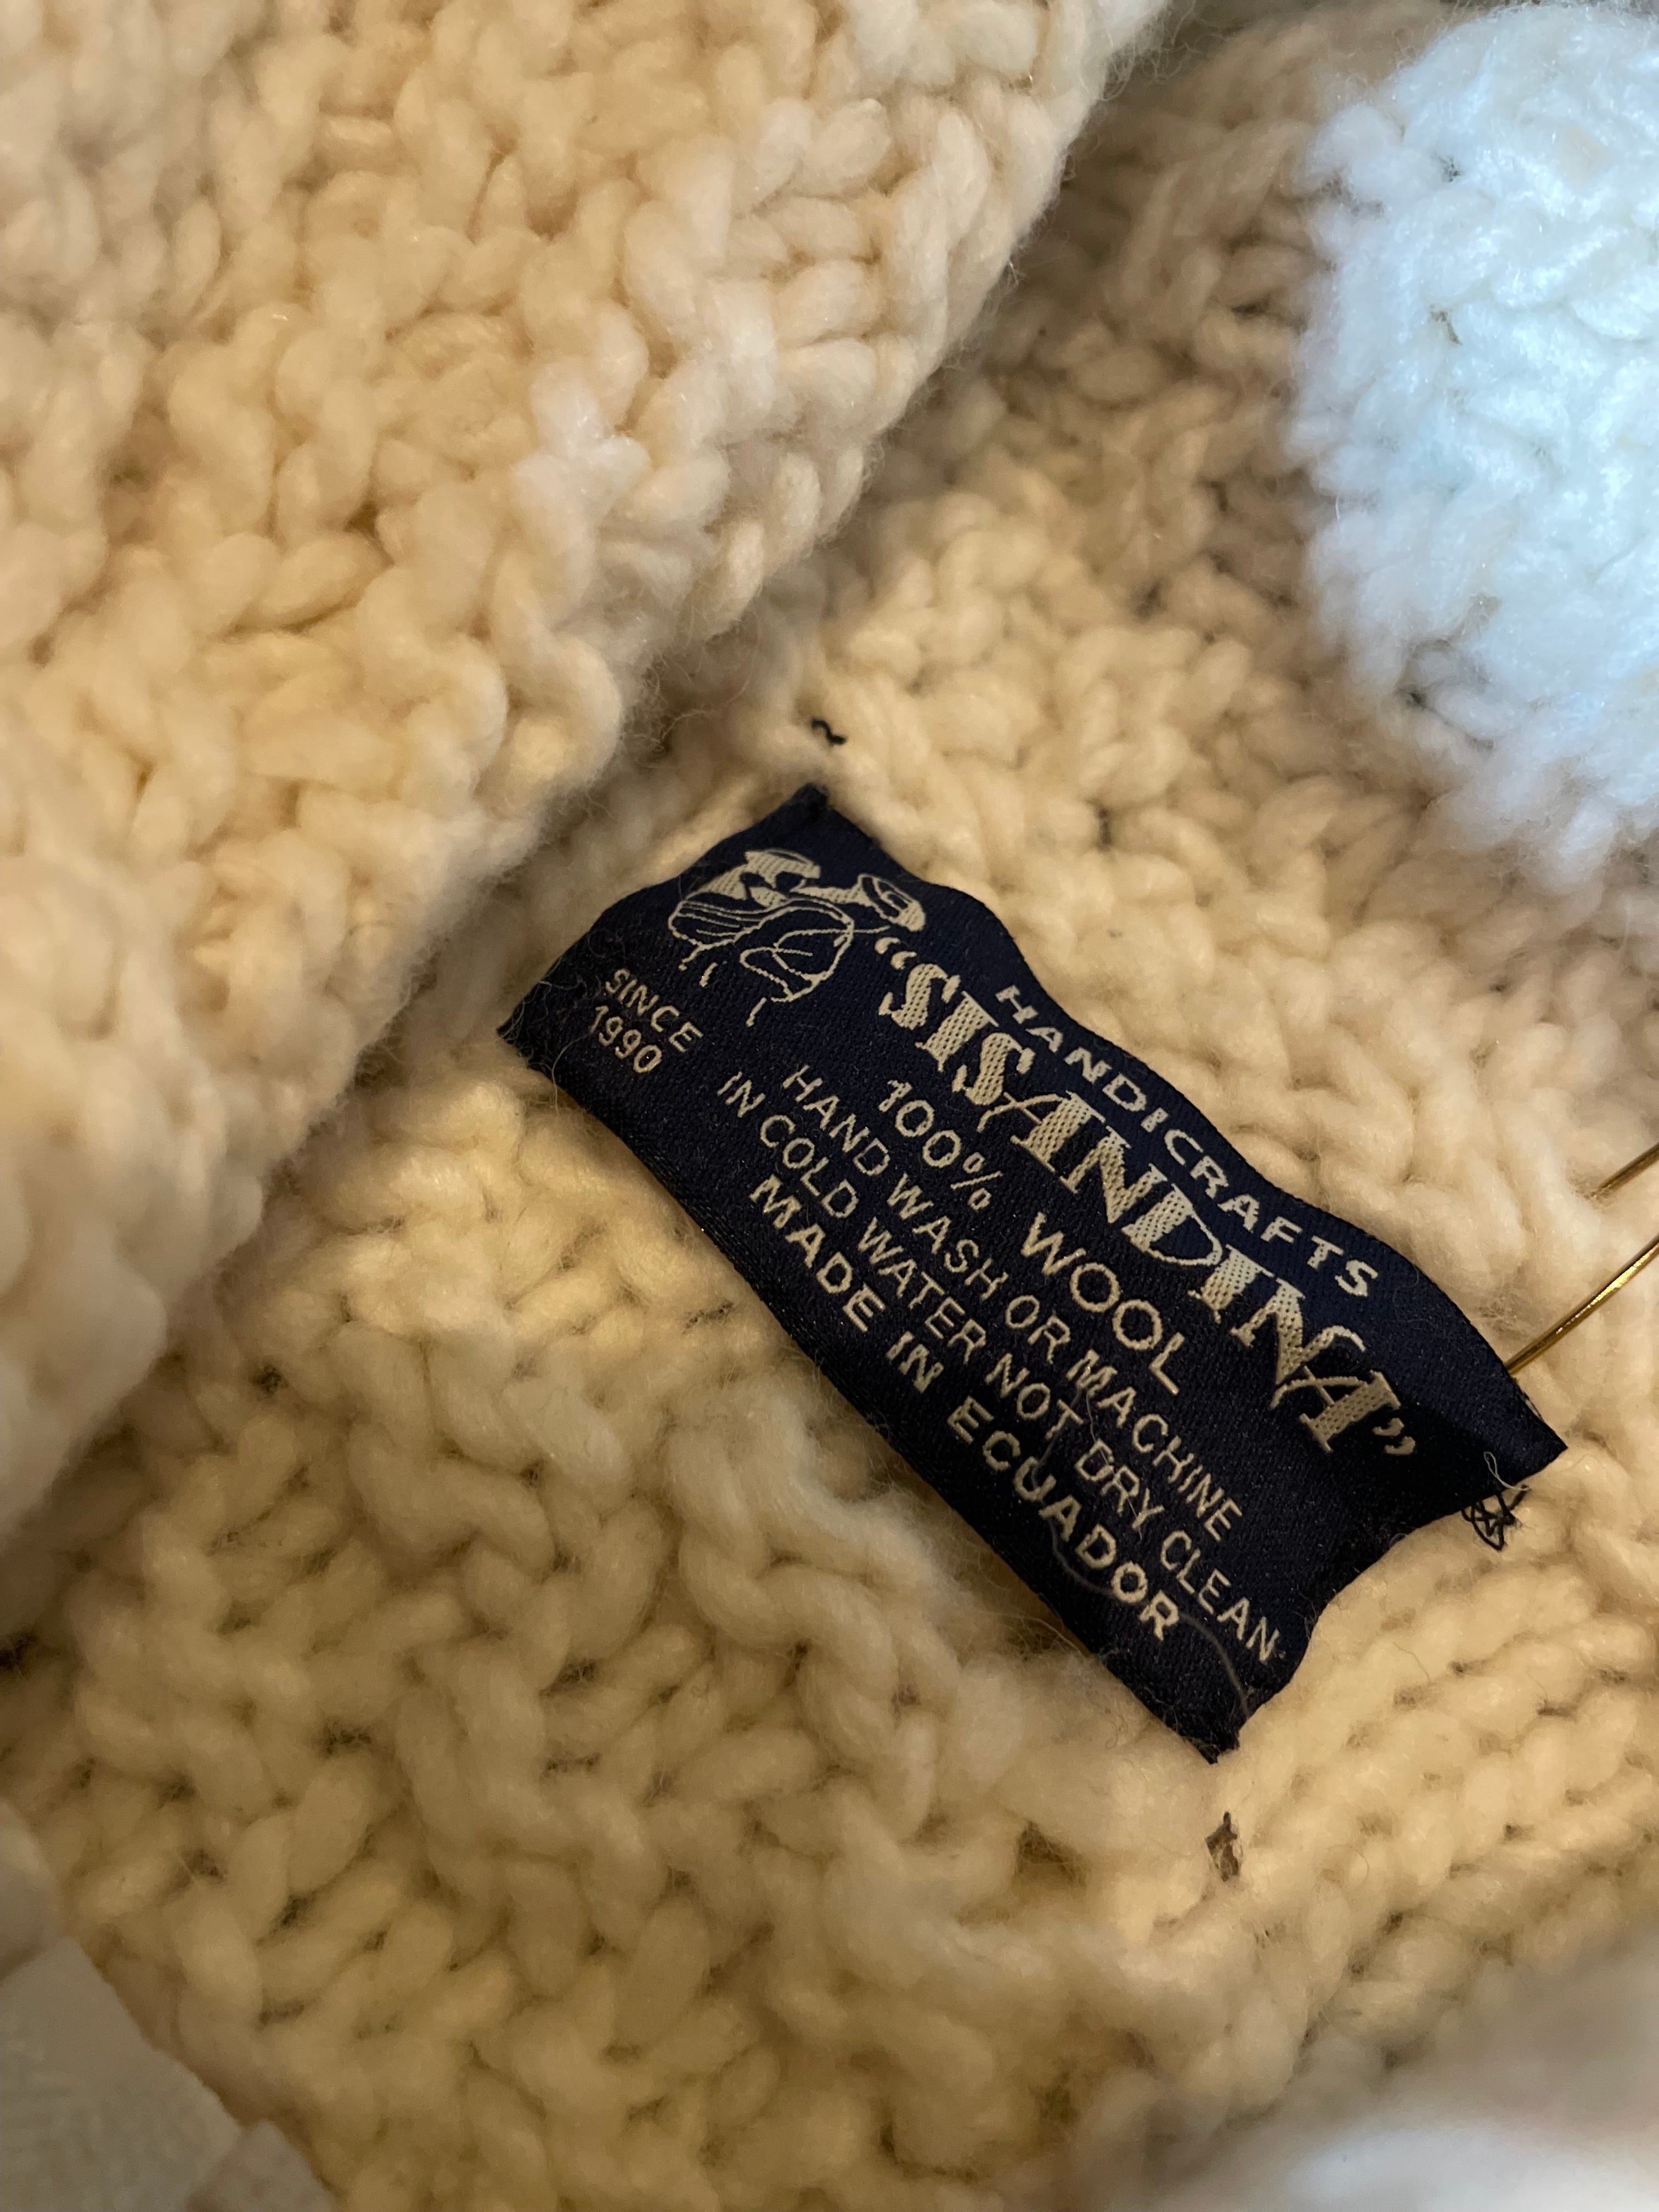 HANDICRAFTS
"SISANDINA"
100% WOOL
HAND WASH OR MACHINE
IN COLD WATER NOT DRY CLEAN
MADE IN ECUADOR
SINCE
1990